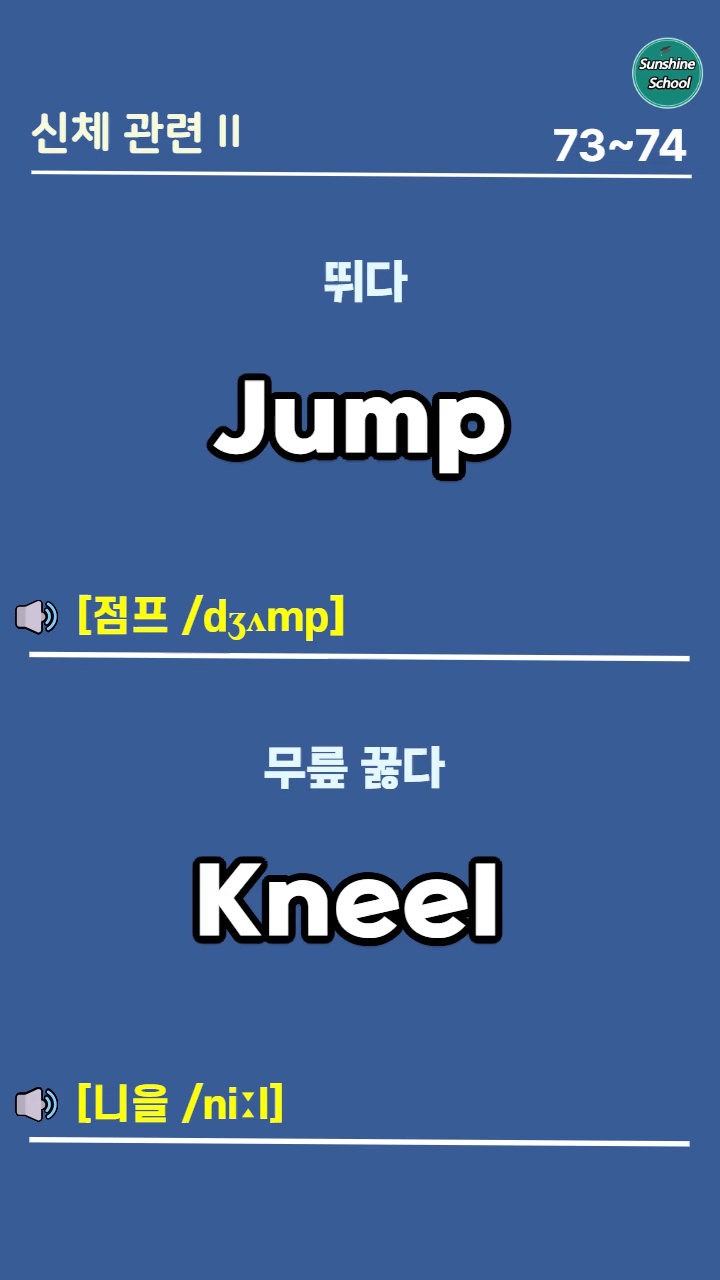 Sunshine
School
신체 관련 II
73~74
뛰다
Jump
[점프 /dʒʌmp]
무릎 꿇다
Kneel
[니을 /niːl]